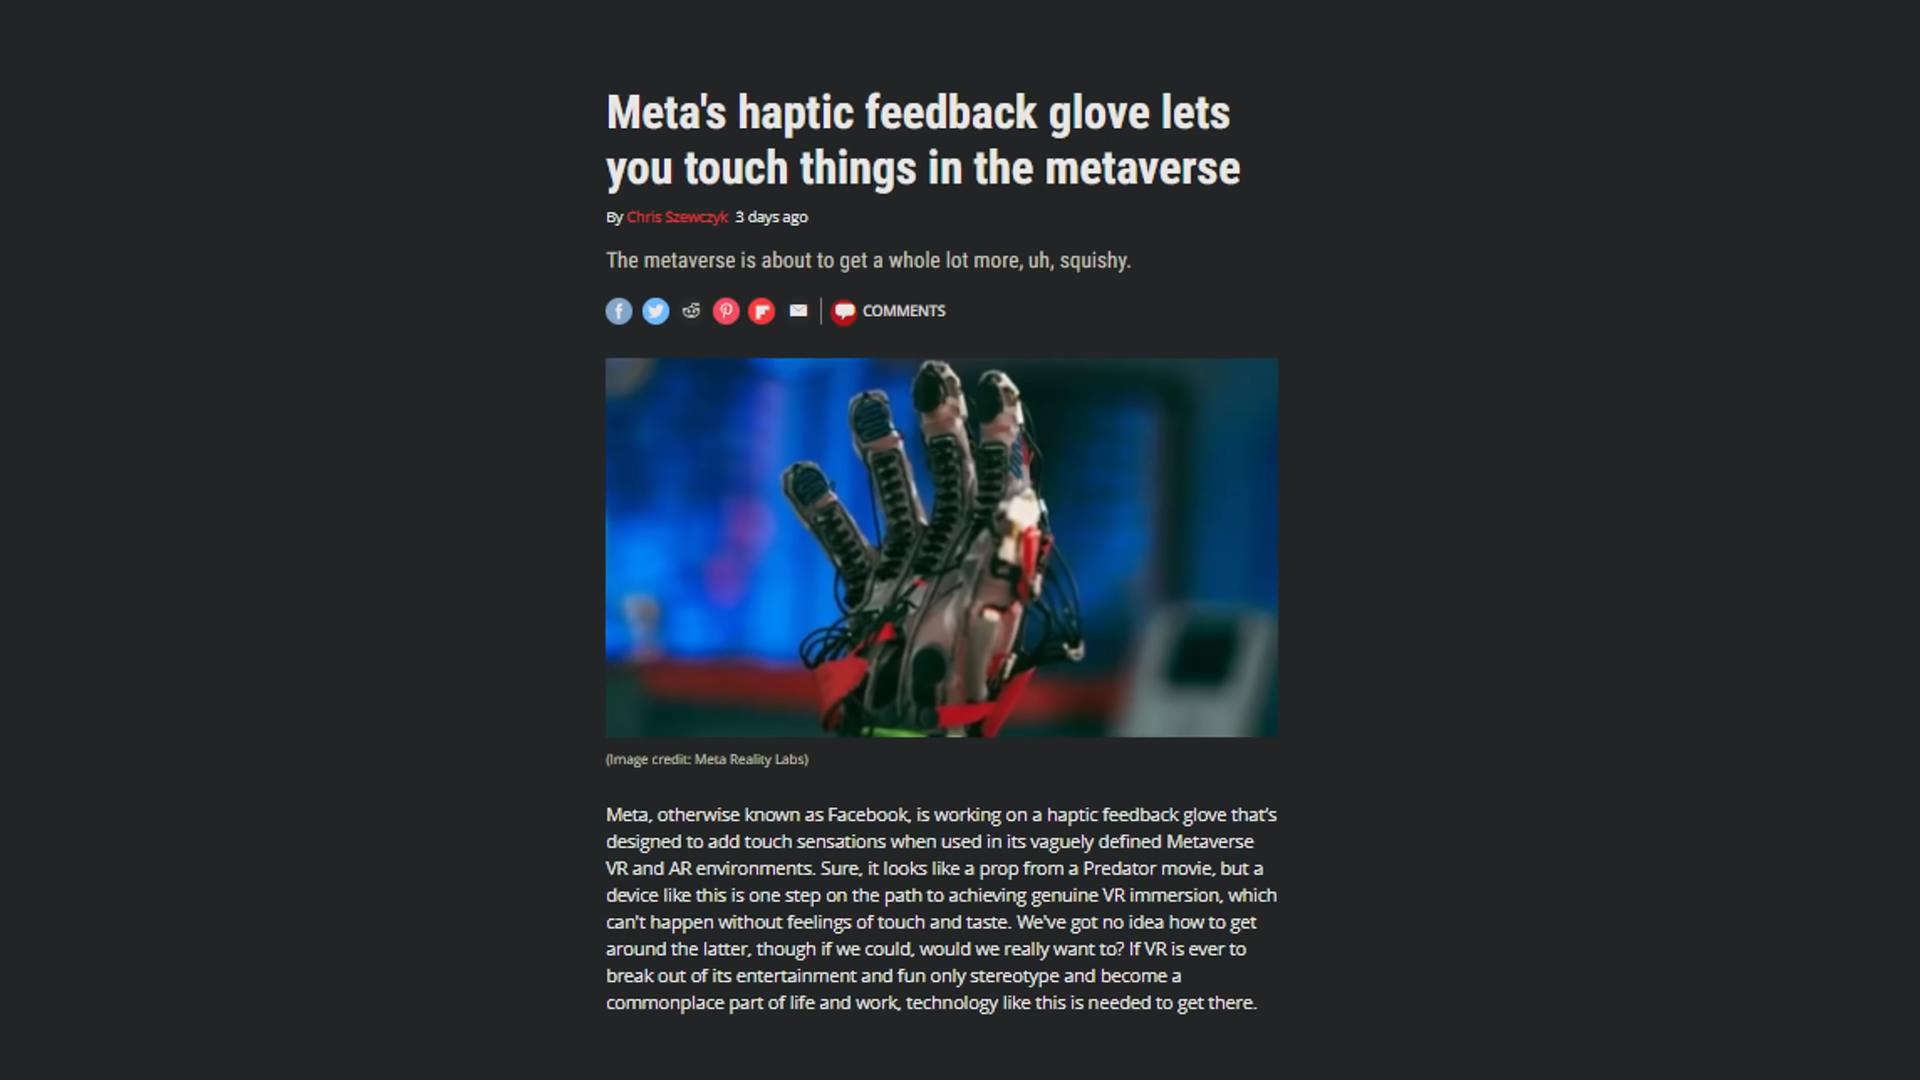 Meta's haptic feedback glove lets
you touch things in the metaverse
By Chris Szewczyk 3 days ago
The metaverse is about to get a whole lot more, uh, squishy.
COMMENTS
(Image credit: Meta Reality Labs)
Meta, otherwise known as Facebook, is working on a haptic feedback glove that's
designed to add touch sensations when used in its vaguely defined Metaverse
VR and AR environments. Sure, it looks like a prop from a Predator movie, but a
device like this is one step on the path to achieving genuine VR immersion, which
can't happen without feelings of touch and taste. We've got no idea how to get
around the latter, though if we could, would we really want to? If VR is ever to
break out of its entertainment and fun only stereotype and become a
commonplace part of life and work, technology like this is needed to get there.